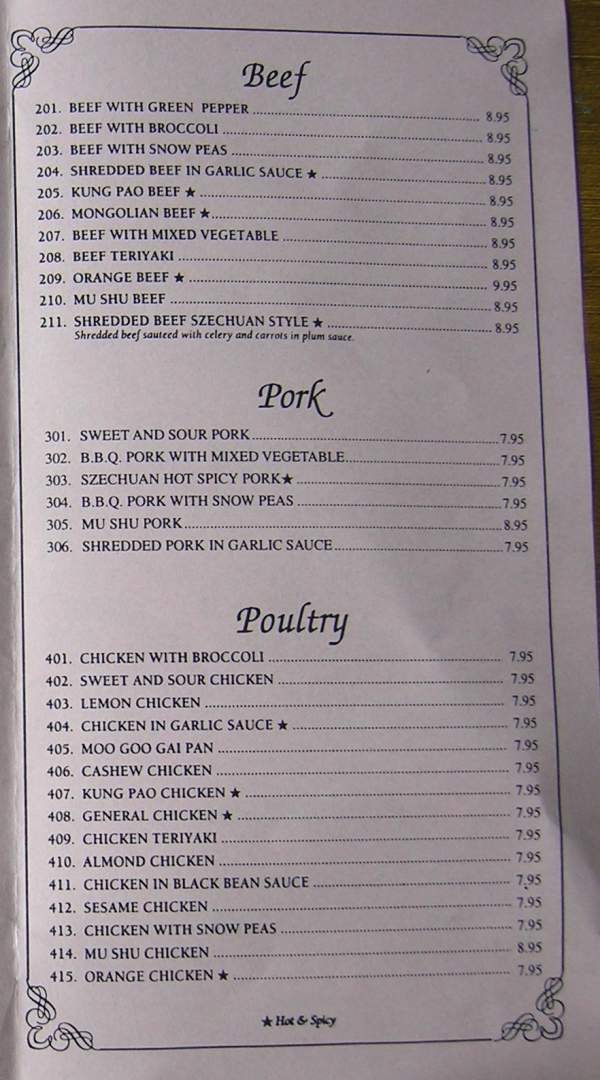 Beef
201. BEEF WITH GREEN PEPPER 8.95
202. BEEF WITH BROCCOLI 8.95
203. BEEF WITH SNOW PEAS 8.95
204. SHREDDED BEEF IN GARLIC SAUCE ★ 8.95
205. KUNG PAO BEEF ★ 8.95
206. MONGOLIAN BEEF ★ 8.95
207. BEEF WITH MIXED VEGETABLE 8.95
208. BEEF TERIYAKI 8.95
209. ORANGE BEEF ★ 9.95
210. MU SHU BEEF 8.95
211. SHREDDED BEEF SZECHUAN STYLE ★ 8.95
Shredded beef sauteed with celery and carrots in plum sauce.
Pork
301. SWEET AND SOUR PORK 7.95
302. B.B.Q. PORK WITH MIXED VEGETABLE 7.95
303. SZECHUAN HOT SPICY PORK★ 7.95
304. B.B.Q. PORK WITH SNOW PEAS 7.95
305. MU SHU PORK 8.95
306. SHREDDED PORK IN GARLIC SAUCE 7.95
Poultry
401. CHICKEN WITH BROCCOLI 7.95
402. SWEET AND SOUR CHICKEN 7.95
403. LEMON CHICKEN 7.95
404. CHICKEN IN GARLIC SAUCE ★ 7.95
405. MOO GOO GAI PAN 7.95
406. CASHEW CHICKEN 7.95
407. KUNG PAO CHICKEN ★ 7.95
408. GENERAL CHICKEN ★ 7.95
409. CHICKEN TERIYAKI 7.95
410. ALMOND CHICKEN 7.95
411. CHICKEN IN BLACK BEAN SAUCE 7.95
412. SESAME CHICKEN 7.95
413. CHICKEN WITH SNOW PEAS 7.95
414. MU SHU CHICKEN 8.95
415. ORANGE CHICKEN ★ 7.95
★ Hot & Spicy